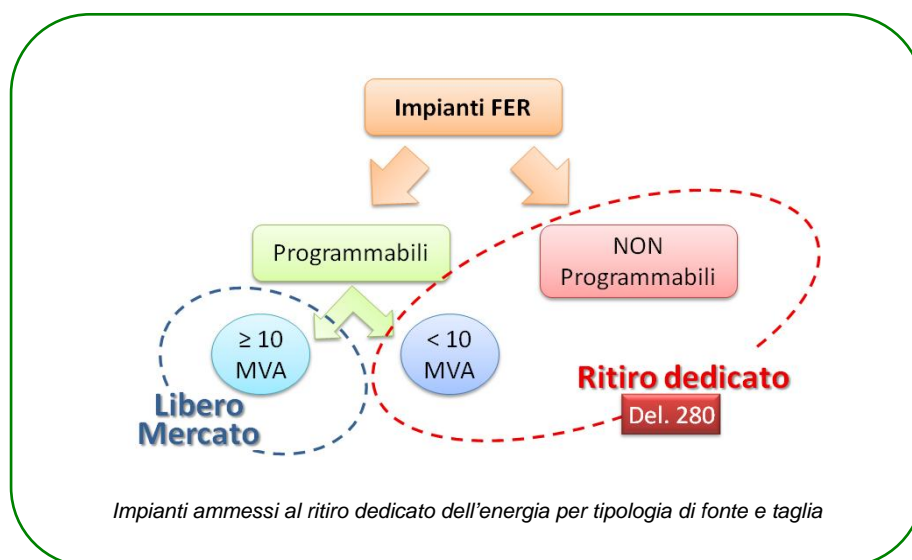 Impianti FER
Programmabili
NON
Programmabili
≥ 10
MVA
< 10
MVA
Libero
Mercato
Ritiro dedicato
Del. 280
Impianti ammessi al ritiro dedicato dell'energia per tipologia di fonte e taglia